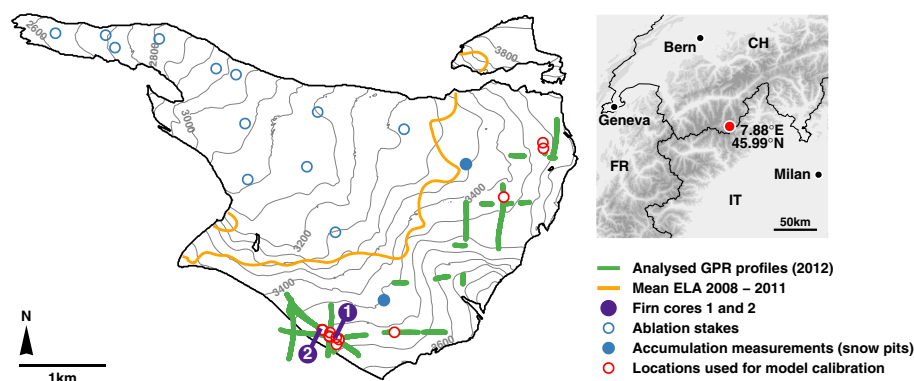 2600
2800
3000
3800
3400
3200
3400
3600
1
2
N
1km
Bern
CH
Geneva
7.88°E
45.99°N
FR
Milan
IT
50km
Analysed GPR profiles (2012)
Mean ELA 2008 – 2011
Firn cores 1 and 2
Ablation stakes
Accumulation measurements (snow pits)
Locations used for model calibration